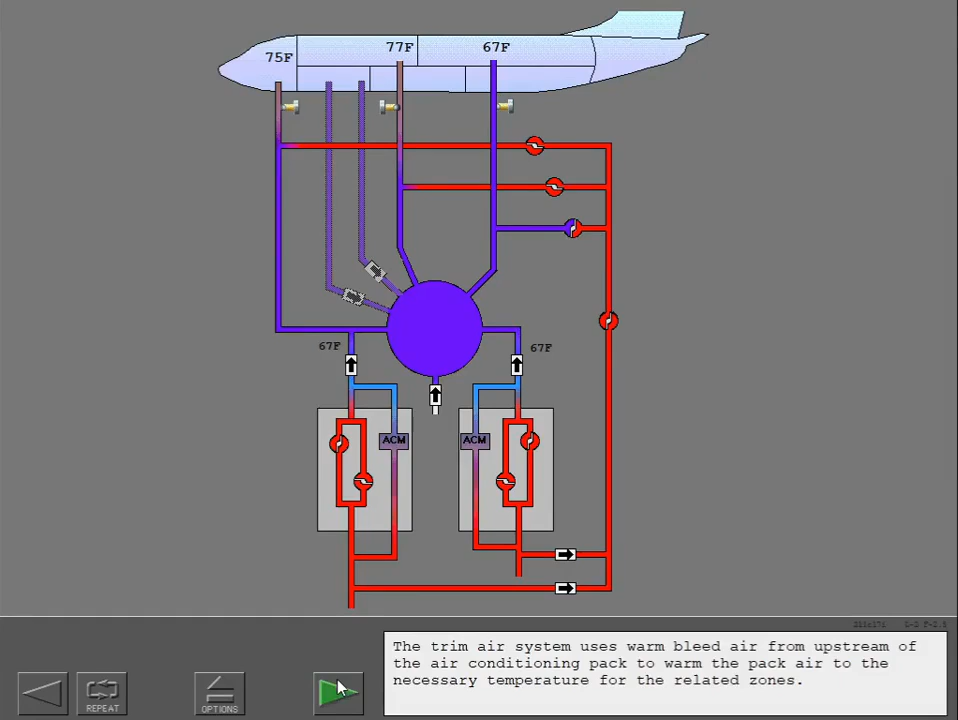 75F
77F
67F
67F
67F
ACM
ACM
The trim air system uses warm bleed air from upstream of
the air conditioning pack to warm the pack air to the
necessary temperature for the related zones.
REPEAT
OPTIONS